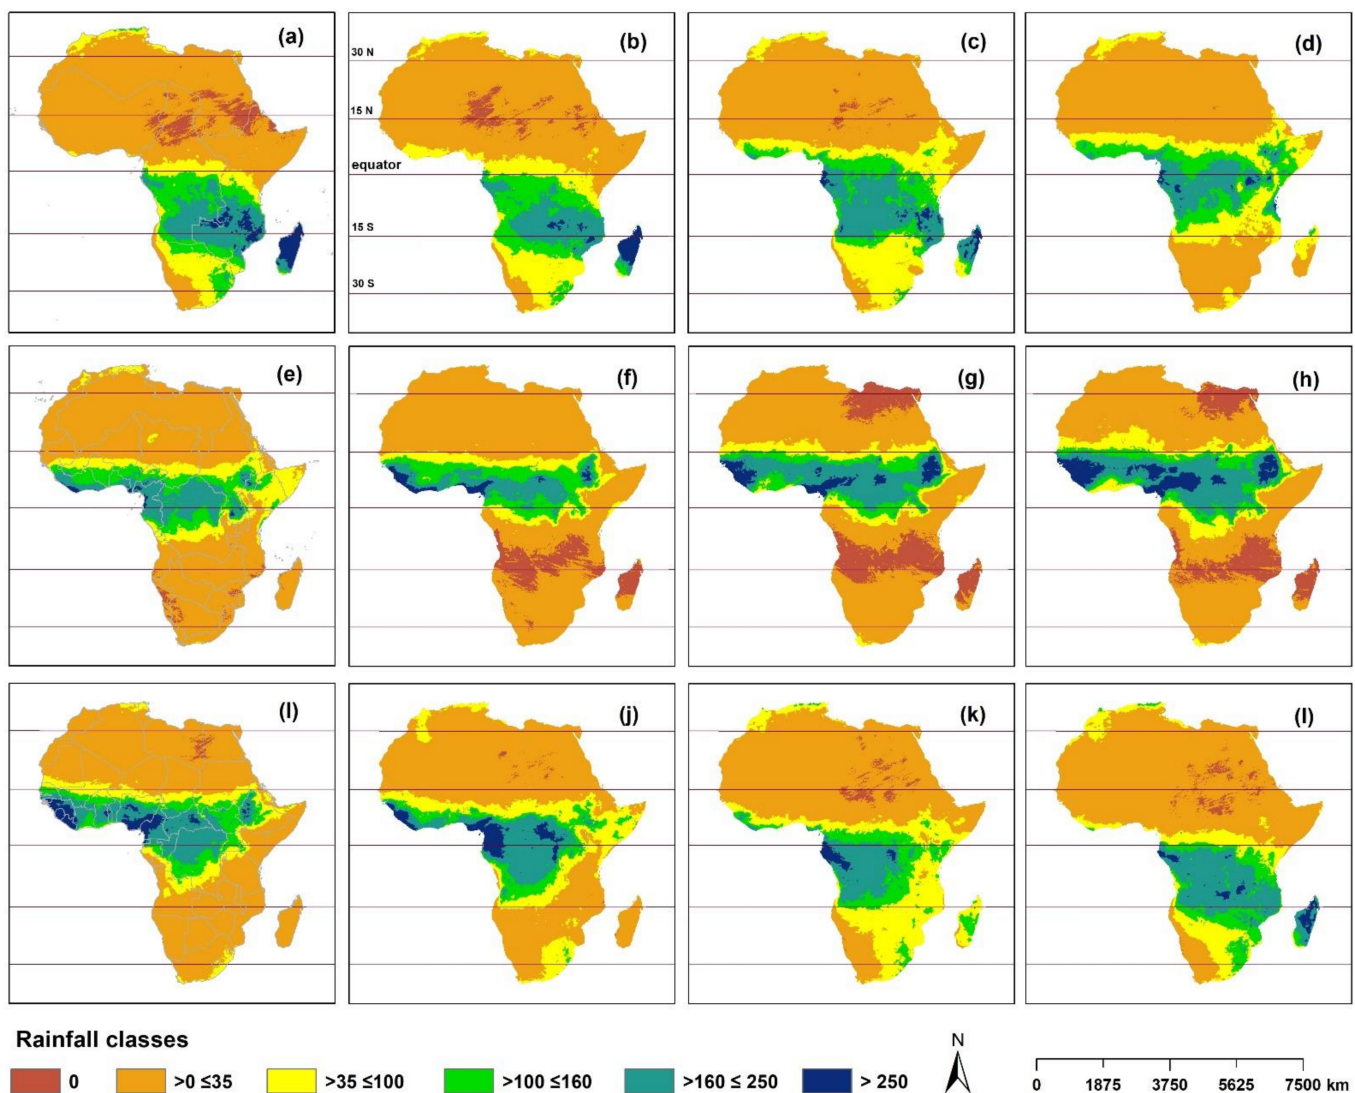 (a)
(b)
(c)
(d)
30 N
15 N
equator
15 S
30 S
(e)
(f)
(g)
(h)
(l)
(j)
(k)
(l)
Rainfall classes
0
>0 ≤35
>35 ≤100
>100 ≤160
>160 ≤ 250
> 250
N
0 1875 3750 5625 7500 km